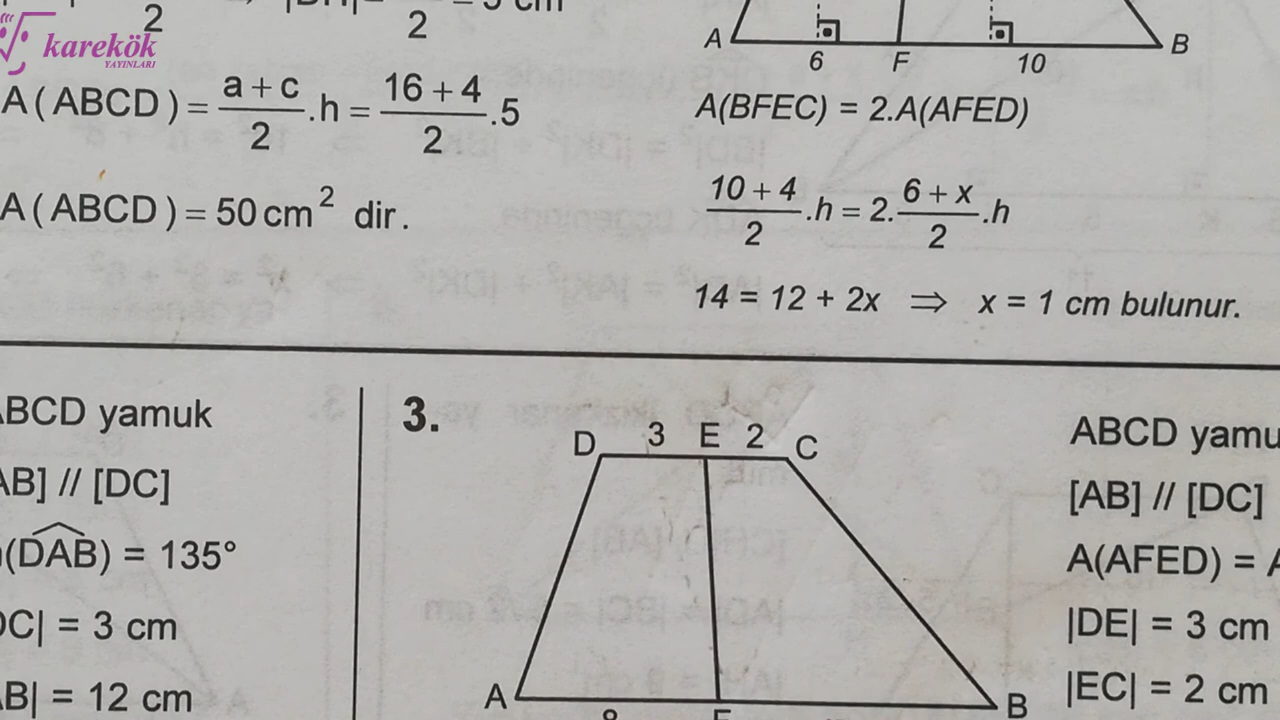 karekök
YAYINLARI
2
2
A(ABCD) = a + c / 2 .h = 16 + 4 / 2 .5
A(ABCD) = 50 cm² dir.
A
6
F
10
B
A(BFEC) = 2.A(AFED)
10 + 4 / 2 .h = 2. 6 + x / 2 .h
14 = 12 + 2x ⇒ x = 1 cm bulunur.
ABCD yamuk
AB] // [DC]
(DAB) = 135°
DC| = 3 cm
AB| = 12 cm
3.
D 3 E 2 C
A
B
ABCD yamu
[AB] // [DC]
A(AFED) = A
|DE| = 3 cm
|EC| = 2 cm